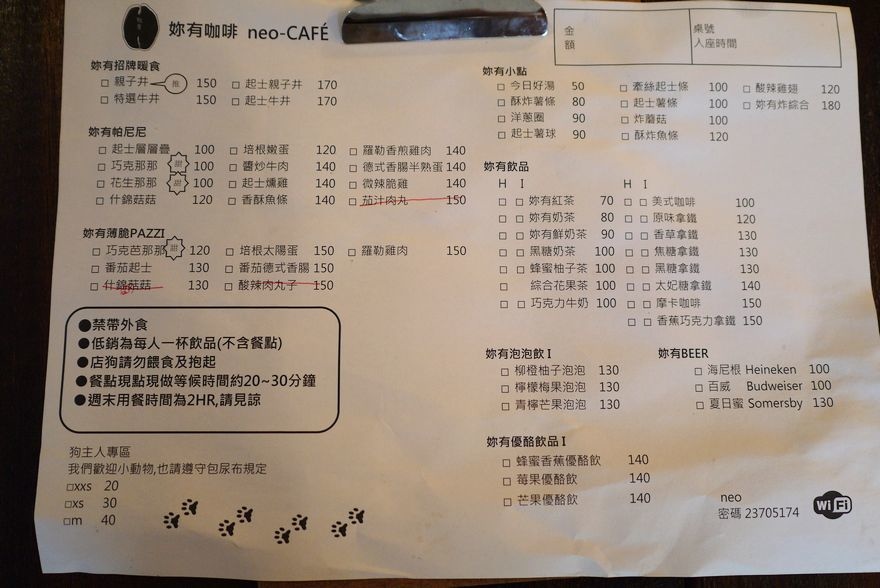 妳有咖啡 neo-CAFÉ
金額
桌號
入座時間
妳有招牌暖食
□ 親子丼 推 150 □ 起士親子丼 170
□ 特選牛丼 150 □ 起士牛丼 170
妳有帕尼尼
□ 起士層層疊 100 □ 培根嫩蛋 120 □ 羅勒香煎雞肉 140
□ 巧克那那 甜 100 □ 醬炒牛肉 140 □ 德式香腸半熟蛋 140
□ 花生那那 甜 100 □ 起士燻雞 140 □ 微辣脆雞 140
□ 什錦菇菇 120 □ 香酥魚條 140 □ 茄汁肉丸 150
妳有薄脆PAZZI
□ 巧克芭那那 甜 120 □ 培根太陽蛋 150 □ 羅勒雞肉 150
□ 番茄起士 130 □ 番茄德式香腸 150
□ 什錦菇菇 130 □ 酸辣肉丸子 150
●禁帶外食
●低銷為每人一杯飲品(不含餐點)
●店狗請勿餵食及抱起
●餐點現點現做等候時間約20~30分鐘
●週末用餐時間為2HR,請見諒
狗主人專區
我們歡迎小動物,也請遵守包尿布規定
□xxs 20
□xs 30
□m 40
妳有小點
□ 今日好湯 50 □ 牽絲起士條 100 □ 酸辣雞翅 120
□ 酥炸薯條 80 □ 起士薯條 100 □ 妳有炸綜合 180
□ 洋蔥圈 90 □ 炸蘑菇 100
□ 起士薯球 90 □ 酥炸魚條 120
妳有飲品
H I H I
□ □ 妳有紅茶 70 □ □ 美式咖啡 100
□ □ 妳有奶茶 80 □ □ 原味拿鐵 120
□ □ 妳有鮮奶茶 90 □ □ 香草拿鐵 130
□ □ 黑糖奶茶 100 □ □ 焦糖拿鐵 130
□ □ 蜂蜜柚子茶 100 □ □ 黑糖拿鐵 130
□ 綜合花果茶 100 □ □ 太妃糖拿鐵 140
□ □ 巧克力牛奶 100 □ □ 摩卡咖啡 150
□ □ 香蕉巧克力拿鐵 150
妳有泡泡飲 I
□ 柳橙柚子泡泡 130
□ 檸檬梅果泡泡 130
□ 青檸芒果泡泡 130
妳有BEER
□ 海尼根 Heineken 100
□ 百威 Budweiser 100
□ 夏日蜜 Somersby 130
妳有優酪飲品 I
□ 蜂蜜香蕉優酪飲 140
□ 莓果優酪飲 140
□ 芒果優酪飲 140
neo
密碼 23705174
Wi Fi